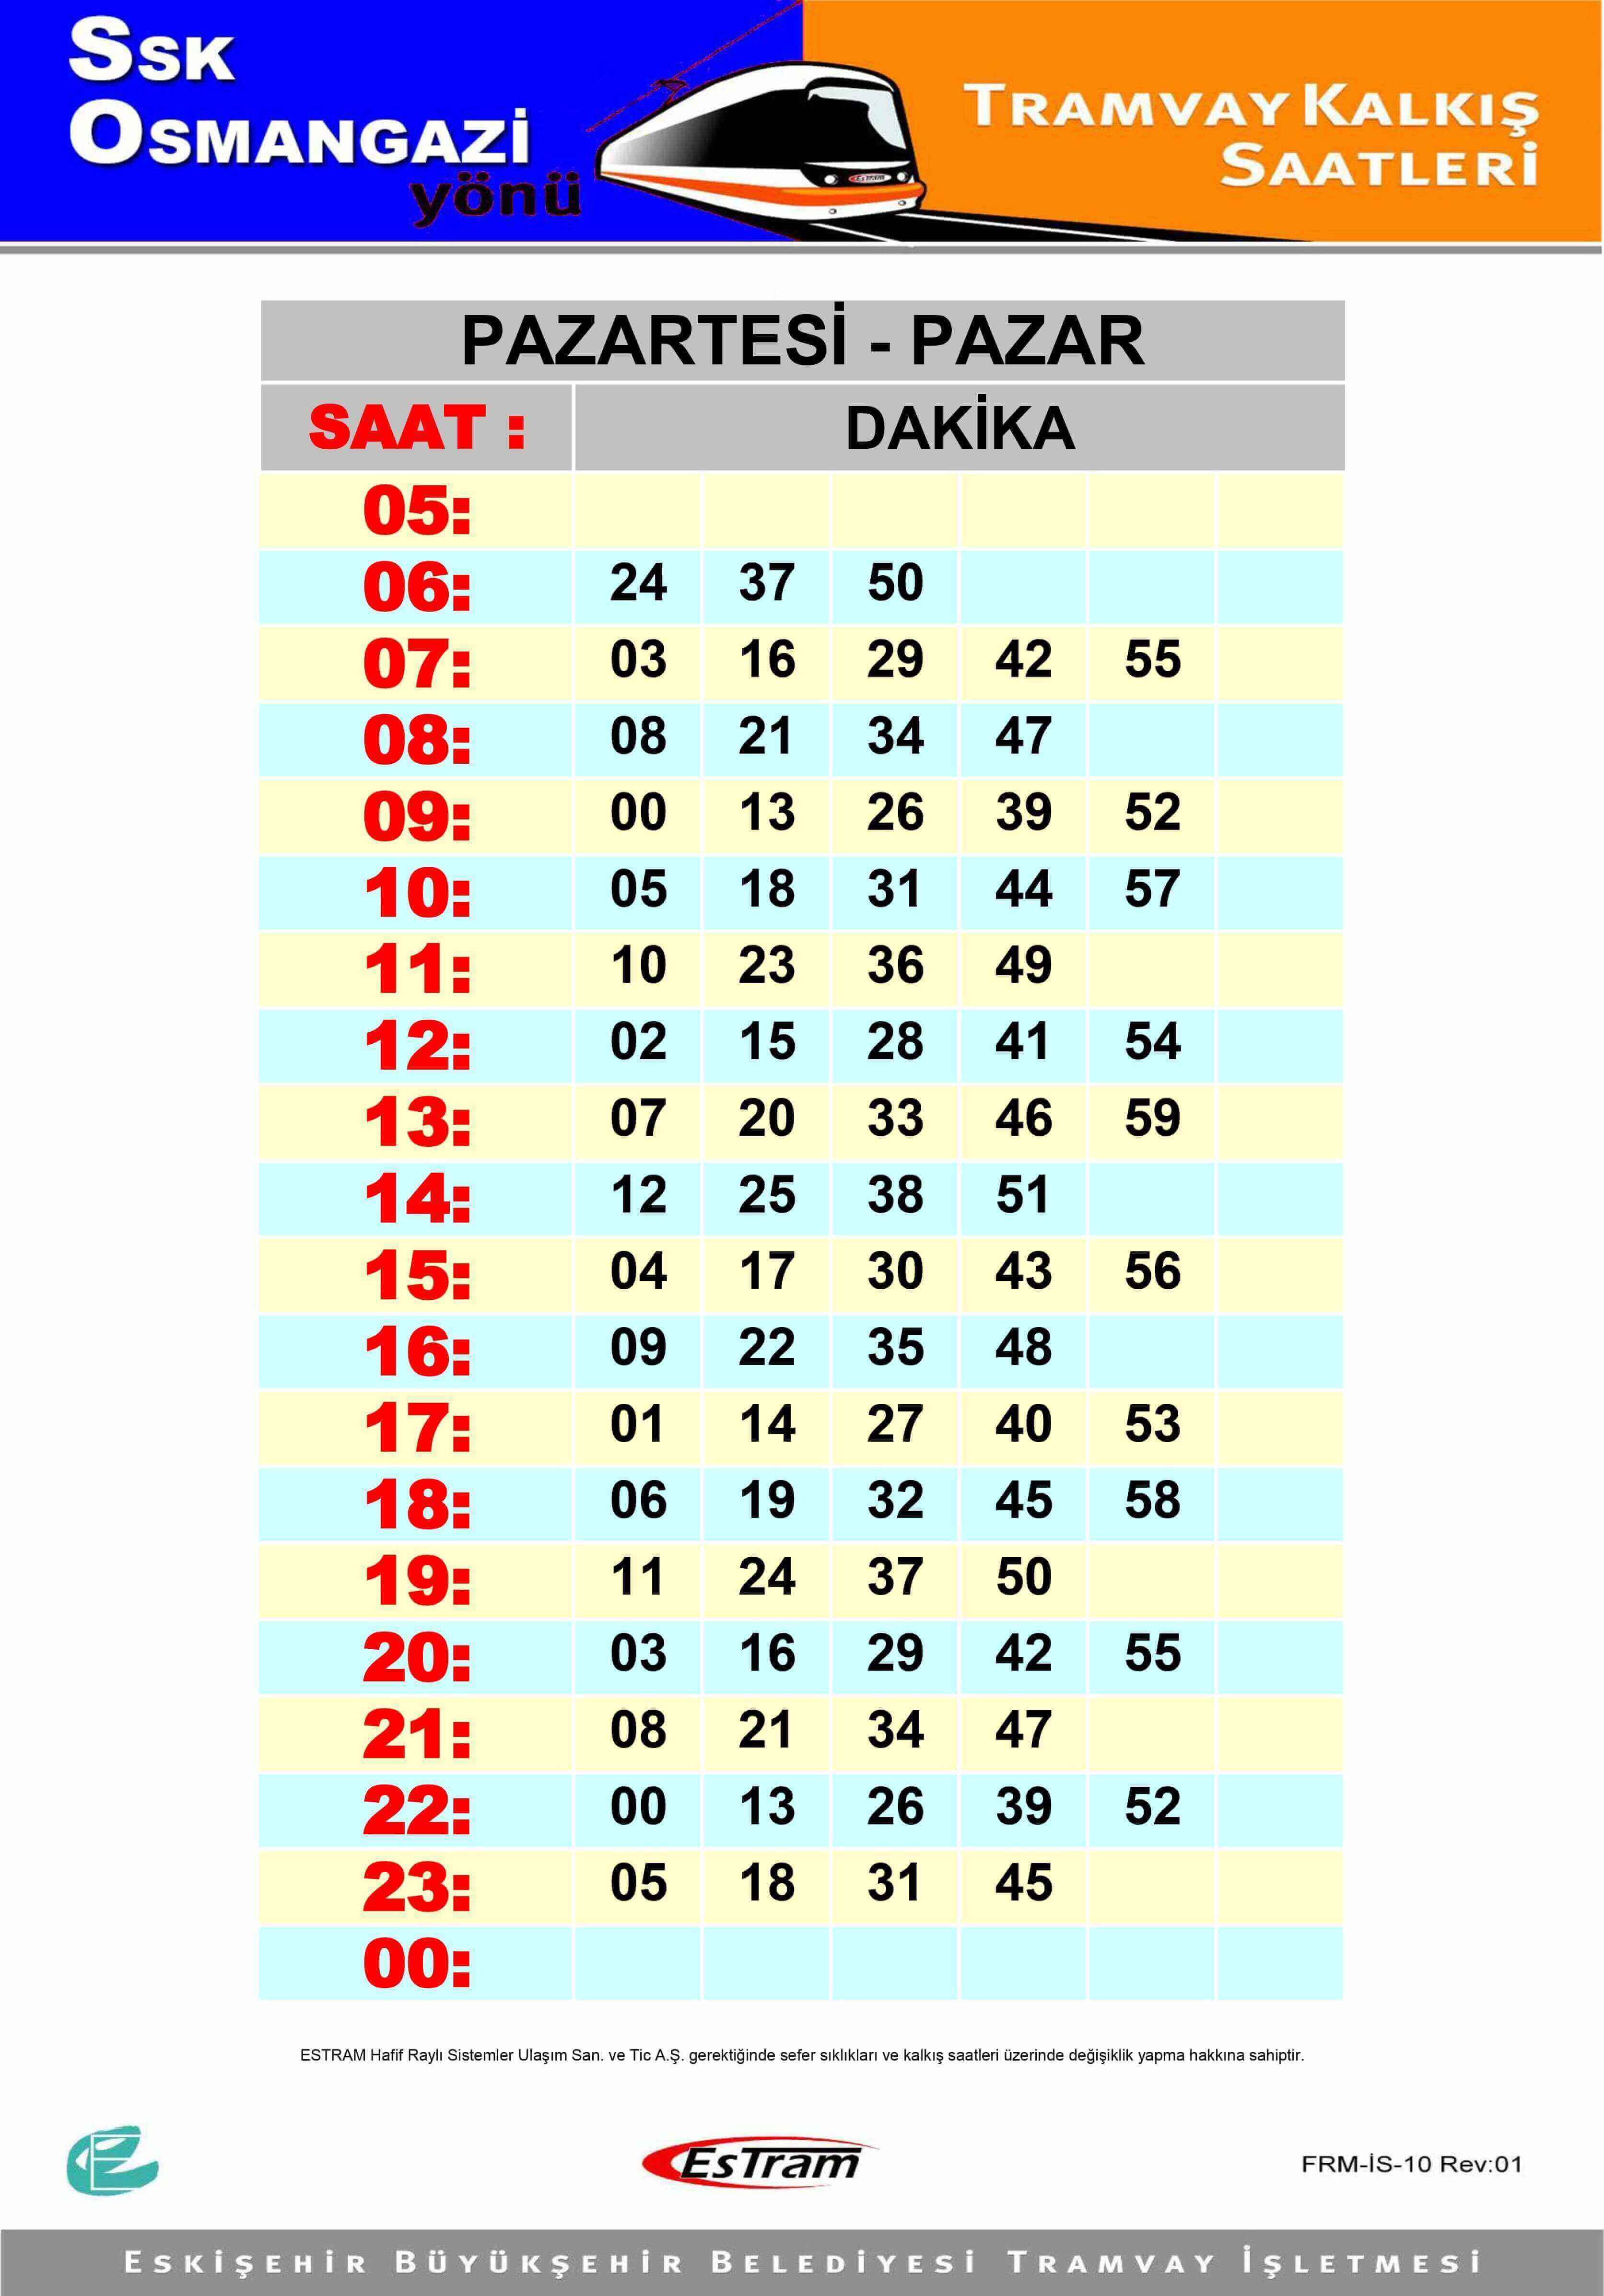 SSK
OSMANGAZİ
yönü
TRAMVAY KALKIŞ
SAATLERİ
ESTRAM
PAZARTESİ - PAZAR
SAAT : DAKİKA
05:
06: 24 37 50
07: 03 16 29 42 55
08: 08 21 34 47
09: 00 13 26 39 52
10: 05 18 31 44 57
11: 10 23 36 49
12: 02 15 28 41 54
13: 07 20 33 46 59
14: 12 25 38 51
15: 04 17 30 43 56
16: 09 22 35 48
17: 01 14 27 40 53
18: 06 19 32 45 58
19: 11 24 37 50
20: 03 16 29 42 55
21: 08 21 34 47
22: 00 13 26 39 52
23: 05 18 31 45
00:
ESTRAM Hafif Raylı Sistemler Ulaşım San. ve Tic A.Ş. gerektiğinde sefer sıklıkları ve kalkış saatleri üzerinde değişiklik yapma hakkına sahiptir.
EsTram
FRM-İS-10 Rev:01
ESKİŞEHİR BÜYÜKŞEHİR BELEDİYESİ TRAMVAY İŞLETMESİ